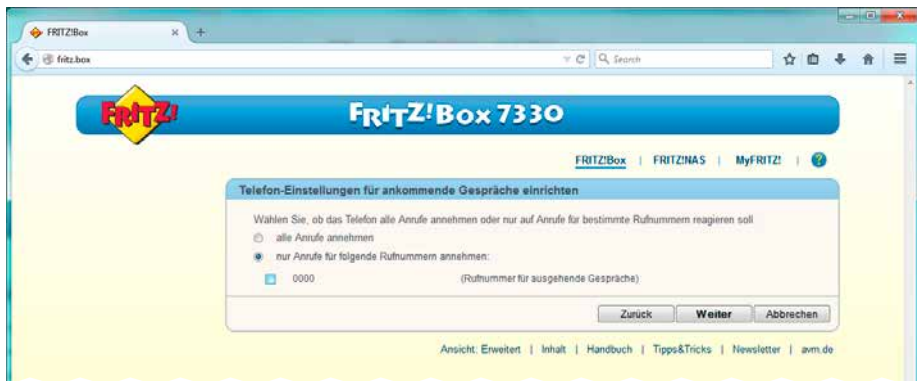 FRITZ!Box
fritz.box
Search
FRITZ!
FRITZ!Box 7330
FRITZ!Box | FRITZ!NAS | MyFRITZ! | ?
Telefon-Einstellungen für ankommende Gespräche einrichten
Wählen Sie, ob das Telefon alle Anrufe annehmen oder nur auf Anrufe für bestimmte Rufnummern reagieren soll
alle Anrufe annehmen
nur Anrufe für folgende Rufnummern annehmen:
0000 (Rufnummer für ausgehende Gespräche)
Zurück Weiter Abbrechen
Ansicht: Erweitert | Inhalt | Handbuch | Tipps&Tricks | Newsletter | avm.de